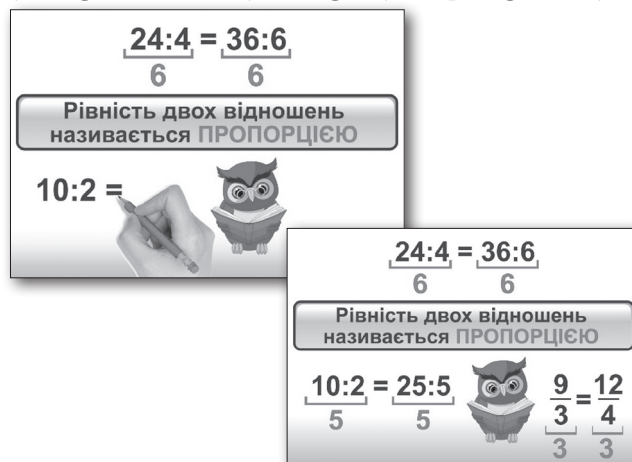 24:4 = 36:6
6 6
Рівність двох відношень
називається ПРОПОРЦІЄЮ
10:2 =
24:4 = 36:6
6 6
Рівність двох відношень
називається ПРОПОРЦІЄЮ
10:2 = 25:5
5 5
9/3 = 12/4
3 3